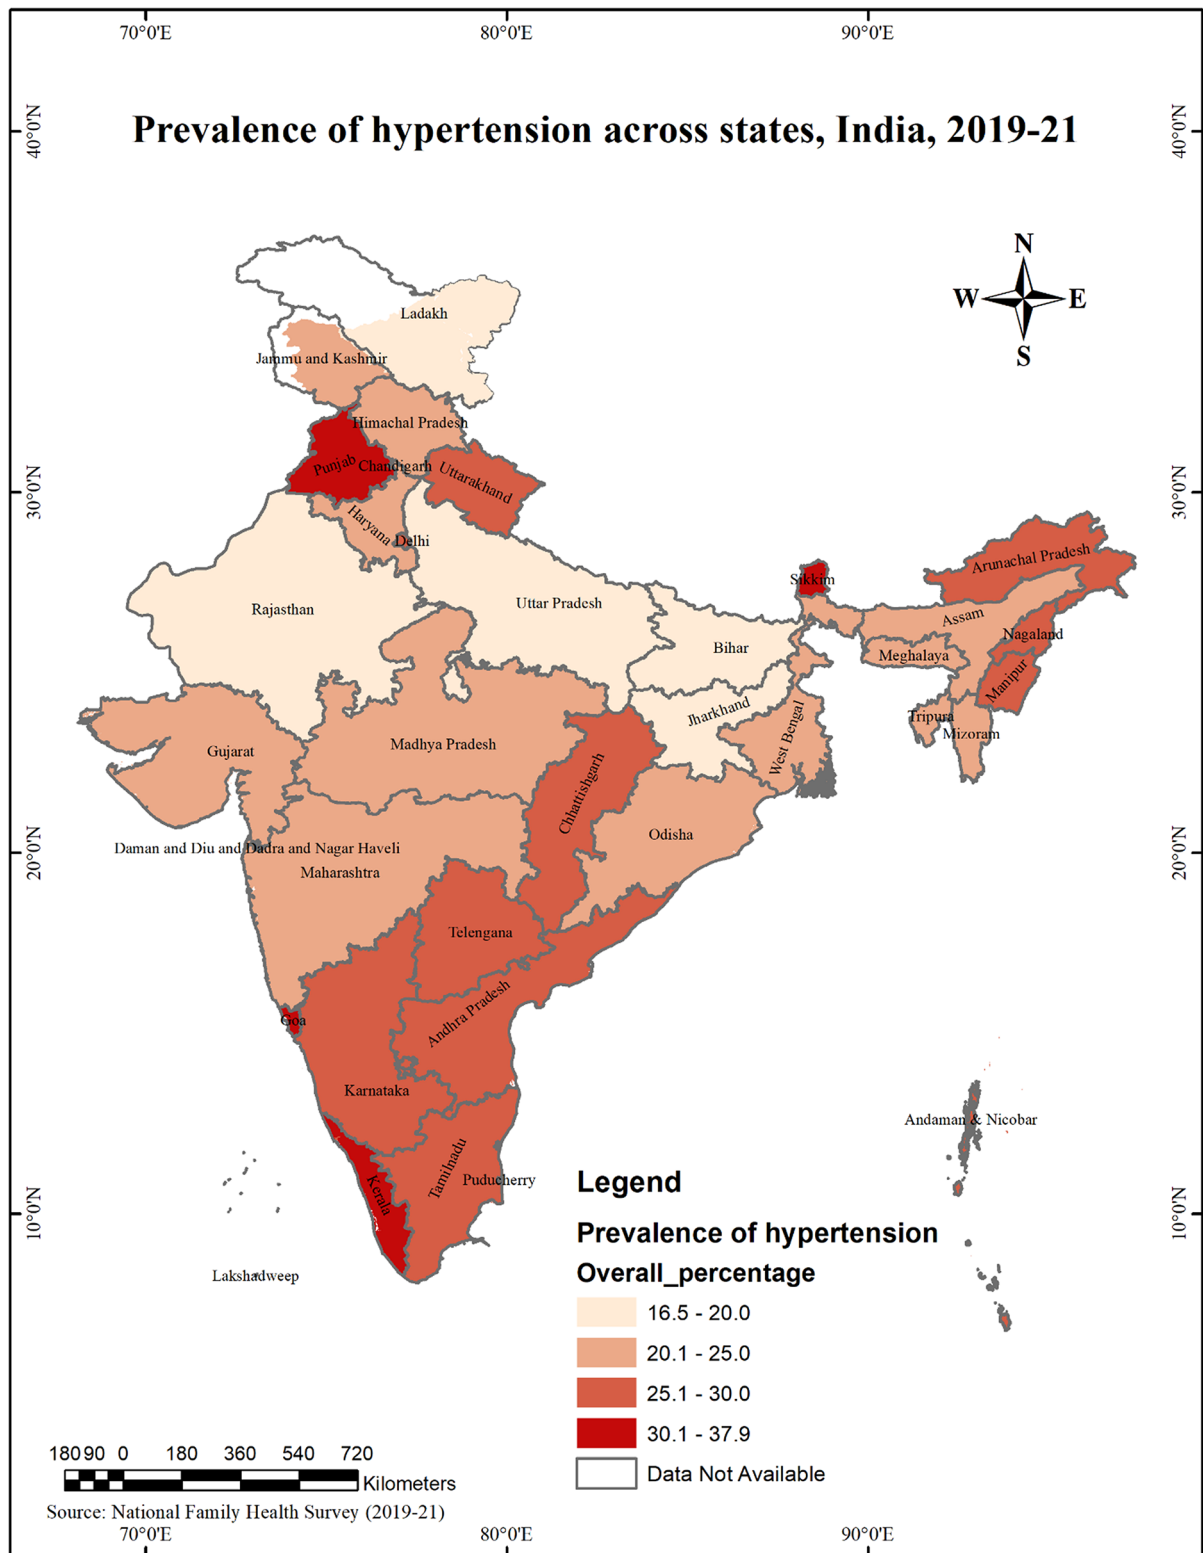 70°0'E 80°0'E 90°0'E
40°0'N 40°0'N
Prevalence of hypertension across states, India, 2019-21
N
W E
S
Ladakh
Jammu and Kashmir
Himachal Pradesh
Punjab
Chandigarh
Uttarakhand
30°0'N 30°0'N
Haryana
Delhi
Arunachal Pradesh
Sikkim
Uttar Pradesh
Rajasthan
Assam
Nagaland
Bihar
Meghalaya
Manipur
Jharkhand
Tripura
Mizoram
West Bengal
Madhya Pradesh
Gujarat
Chhattishgarh
Odisha
20°0'N 20°0'N
Daman and Diu and Dadra and Nagar Haveli
Maharashtra
Telengana
Andhra Pradesh
Goa
Karnataka
Andaman & Nicobar
Tamilnadu
Puducherry
Kerala
10°0'N 10°0'N
Lakshadweep
Legend
Prevalence of hypertension
Overall_percentage
16.5 - 20.0
20.1 - 25.0
25.1 - 30.0
30.1 - 37.9
Data Not Available
180 90 0 180 360 540 720
Kilometers
Source: National Family Health Survey (2019-21)
70°0'E 80°0'E 90°0'E